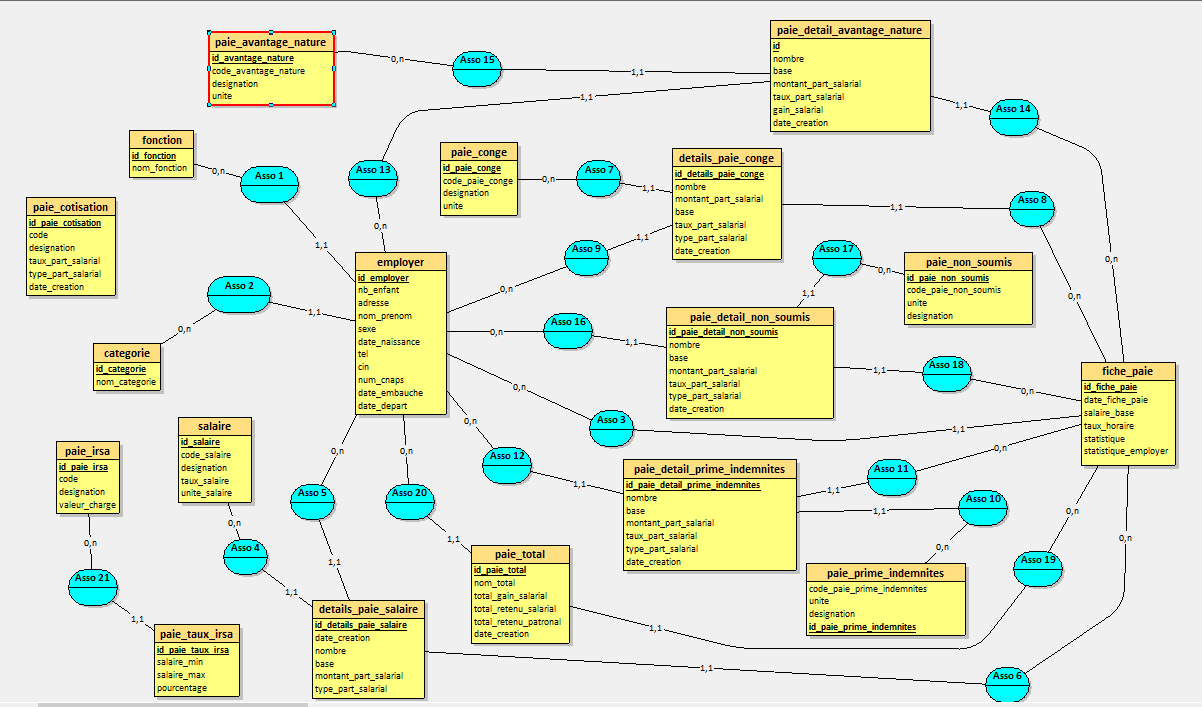 paie_avantage_nature
id_avantage_nature
code_avantage_nature
designation
unite
0,n
Asso 15
1,1
1,1
paie_detail_avantage_nature
id
nombre
base
montant_part_salarial
taux_part_salarial
gain_salarial
date_creation
1,1
Asso 14
0,n
fonction
id_fonction
nom_fonction
0,n
Asso 1
1,1
Asso 13
0,n
paie_conge
id_paie_conge
code_paie_conge
designation
unite
0,n
Asso 7
1,1
details_paie_conge
id_details_paie_conge
nombre
montant_part_salarial
base
taux_part_salarial
type_part_salarial
date_creation
1,1
Asso 8
0,n
paie_cotisation
id_paie_cotisation
code
designation
taux_part_salarial
type_part_salarial
date_creation
employer
id_employer
nb_enfant
adresse
nom_prenom
sexe
date_naissance
tel
cin
num_cnaps
date_embauche
date_depart
Asso 9
1,1
0,n
Asso 17
0,n
1,1
paie_non_soumis
id_paie_non_soumis
code_paie_non_soumis
unite
designation
Asso 2
1,1
0,n
categorie
id_categorie
nom_categorie
0,n
Asso 16
1,1
paie_detail_non_soumis
id_paie_detail_non_soumis
nombre
base
montant_part_salarial
taux_part_salarial
type_part_salarial
date_creation
1,1
Asso 18
0,n
fiche_paie
id_fiche_paie
date_fiche_paie
salaire_base
taux_horaire
statistique
statistique_employer
0,n
Asso 3
1,1
salaire
id_salaire
code_salaire
designation
taux_salaire
unite_salaire
0,n
Asso 4
1,1
paie_irsa
id_paie_irsa
code
designation
valeur_charge
0,n
Asso 21
1,1
paie_taux_irsa
id_paie_taux_irsa
salaire_min
salaire_max
pourcentage
0,n
Asso 5
1,1
0,n
Asso 20
1,1
0,n
Asso 12
1,1
paie_detail_prime_indemnites
id_paie_detail_prime_indemnites
nombre
base
montant_part_salarial
taux_part_salarial
type_part_salarial
date_creation
1,1
Asso 11
0,n
1,1
Asso 10
0,n
paie_prime_indemnites
code_paie_prime_indemnites
unite
designation
id_paie_prime_indemnites
paie_total
id_paie_total
nom_total
total_gain_salarial
total_retenu_salarial
total_retenu_patronal
date_creation
1,1
Asso 19
0,n
details_paie_salaire
id_details_paie_salaire
date_creation
nombre
base
montant_part_salarial
type_part_salarial
1,1
Asso 6
0,n